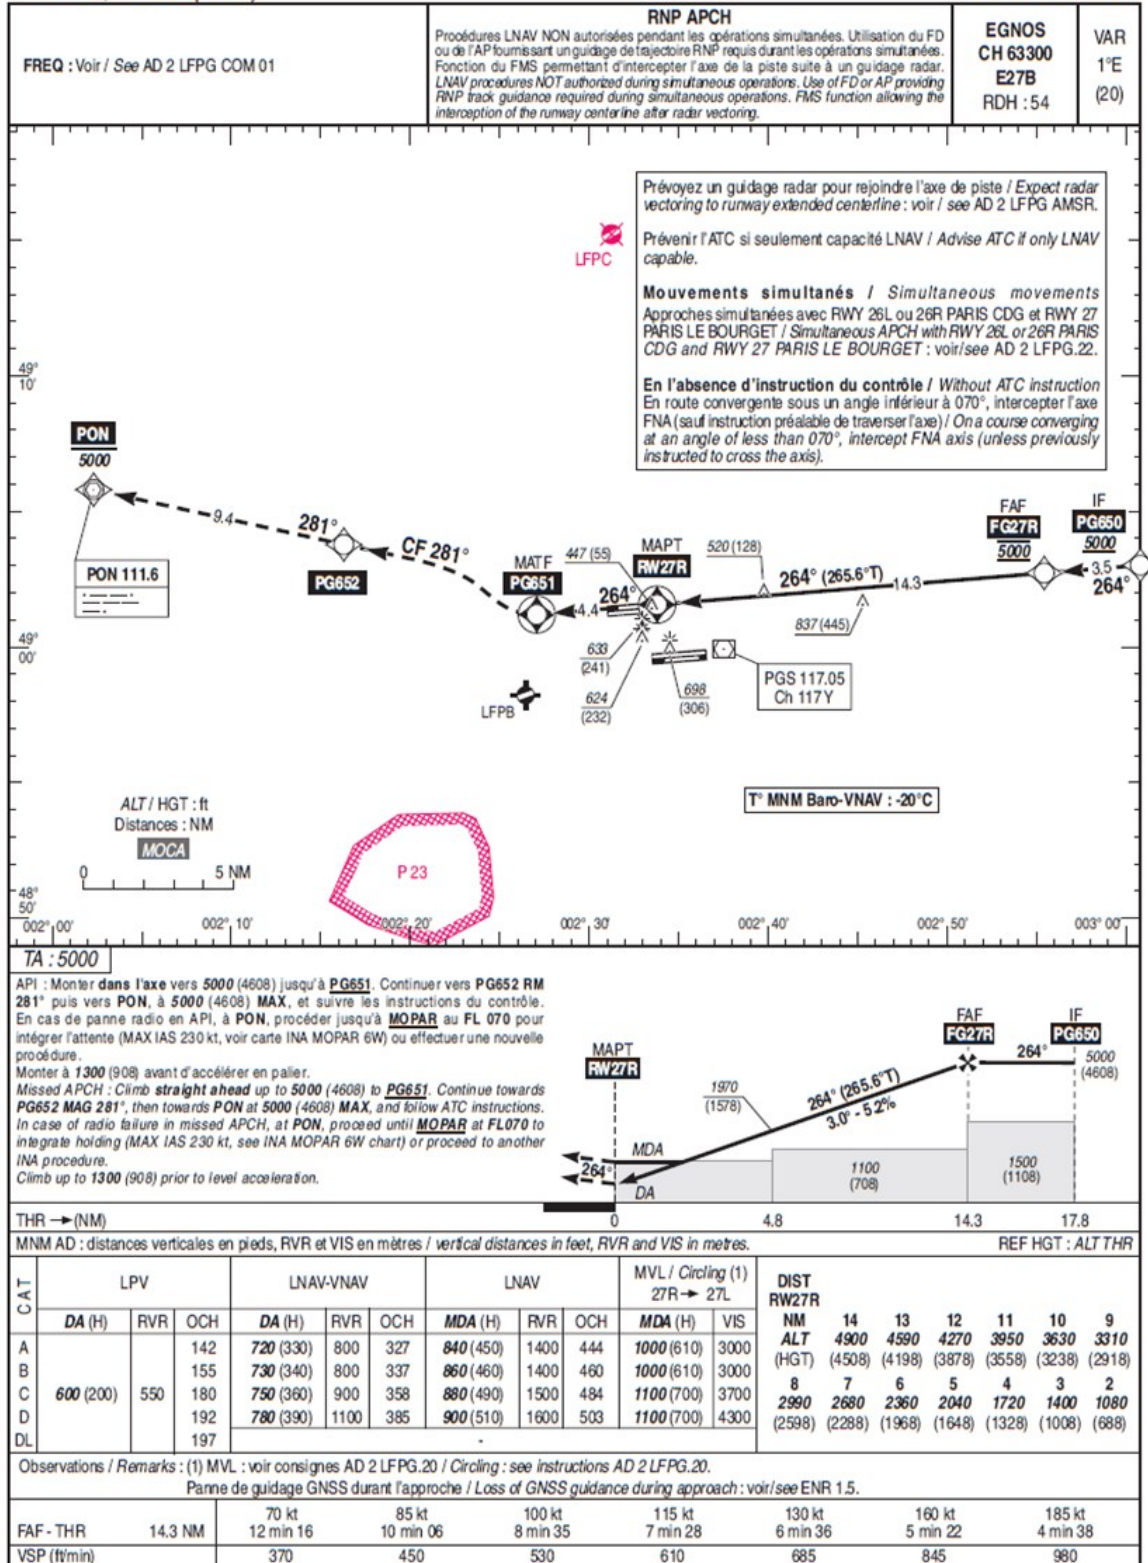 FREQ : Voir / See AD 2 LFPG COM 01
RNP APCH
Procédures LNAV NON autorisées pendant les opérations simultanées. Utilisation du FD
ou de l'AP fournissant un guidage de trajectoire RNP requis durant les opérations simultanées.
Fonction du FMS permettant d'intercepter l'axe de la piste suite à un guidage radar.
LNAV procedures NOT authorized during simultaneous operations. Use of FD or AP providing
RNP track guidance required during simultaneous operations. FMS function allowing the
interception of the runway centerline after radar vectoring.
EGNOS
CH 63300
E27B
RDH : 54
VAR
1°E
(20)
Prévoyez un guidage radar pour rejoindre l'axe de piste / Expect radar
vectoring to runway extended centerline : voir / see AD 2 LFPG AMSR.
Prévenir l'ATC si seulement capacité LNAV / Advise ATC if only LNAV
capable.
Mouvements simultanés / Simultaneous movements
Approches simultanées avec RWY 26L ou 26R PARIS CDG et RWY 27
PARIS LE BOURGET / Simultaneous APCH with RWY 26L or 26R PARIS
CDG and RWY 27 PARIS LE BOURGET : voir/see AD 2 LFPG.22.
En l'absence d'instruction du contrôle / Without ATC instruction
En route convergente sous un angle inférieur à 070°, intercepter l'axe
FNA (sauf instruction préalable de traverser l'axe) / On a course converging
at an angle of less than 070°, intercept FNA axis (unless previously
instructed to cross the axis).
LFPC
49°
10'
PON
5000
9.4
281°
CF 281°
PON 111.6
PG652
MATF
PG651
447 (55)
MAPT
RW27R
520 (128)
264° (265.6°T)
14.3
FAF
FG27R
5000
IF
PG650
5000
3.5
264°
264°
4.4
837 (445)
49°
00'
633
(241)
624
(232)
698
(306)
PGS 117.05
Ch 117Y
LFPB
T° MNM Baro-VNAV : -20°C
ALT / HGT : ft
Distances : NM
MOCA
0 5 NM
P 23
48°
50'
002° 00' 002° 10' 002° 20' 002° 30' 002° 40' 002° 50' 003° 00'
TA : 5000
API : Monter dans l'axe vers 5000 (4608) jusqu'à PG651. Continuer vers PG652 RM
281° puis vers PON, à 5000 (4608) MAX, et suivre les instructions du contrôle.
En cas de panne radio en API, à PON, procéder jusqu'à MOPAR au FL 070 pour
intégrer l'attente (MAX IAS 230 kt, voir carte INA MOPAR 6W) ou effectuer une nouvelle
procédure.
Monter à 1300 (908) avant d'accélérer en palier.
Missed APCH : Climb straight ahead up to 5000 (4608) to PG651. Continue towards
PG652 MAG 281°, then towards PON at 5000 (4608) MAX, and follow ATC instructions.
In case of radio failure in missed APCH, at PON, proceed until MOPAR at FL070 to
integrate holding (MAX IAS 230 kt, see INA MOPAR 6W chart) or proceed to another
INA procedure.
Climb up to 1300 (908) prior to level acceleration.
MAPT
RW27R
FAF
FG27R
IF
PG650
264°
5000
(4608)
1970
(1578)
264° (265.6°T)
3.0° - 5.2%
MDA
264°
DA
1100
(708)
1500
(1108)
THR → (NM) 0 4.8 14.3 17.8
MNM AD : distances verticales en pieds, RVR et VIS en mètres / vertical distances in feet, RVR and VIS in metres. REF HGT : ALT THR
CAT LPV LNAV-VNAV LNAV MVL / Circling (1)
27R → 27L
DA (H) RVR OCH DA (H) RVR OCH MDA (H) RVR OCH MDA (H) VIS
A 142 720 (330) 800 327 840 (450) 1400 444 1000 (610) 3000
B 155 730 (340) 800 337 860 (460) 1400 460 1000 (610) 3000
C 600 (200) 550 180 750 (360) 900 358 880 (490) 1500 484 1100 (700) 3700
D 192 780 (390) 1100 385 900 (510) 1600 503 1100 (700) 4300
DL 197 -
DIST
RW27R
NM 14 13 12 11 10 9
ALT 4900 4590 4270 3950 3630 3310
(HGT) (4508) (4198) (3878) (3558) (3238) (2918)
8 7 6 5 4 3 2
2990 2680 2360 2040 1720 1400 1080
(2598) (2288) (1968) (1648) (1328) (1008) (688)
Observations / Remarks : (1) MVL : voir consignes AD 2 LFPG.20 / Circling : see instructions AD 2 LFPG.20.
Panne de guidage GNSS durant l'approche / Loss of GNSS guidance during approach : voir/see ENR 1.5.
70 kt 85 kt 100 kt 115 kt 130 kt 160 kt 185 kt
FAF - THR 14.3 NM 12 min 16 10 min 06 8 min 35 7 min 28 6 min 36 5 min 22 4 min 38
VSP (ft/min) 370 450 530 610 685 845 980